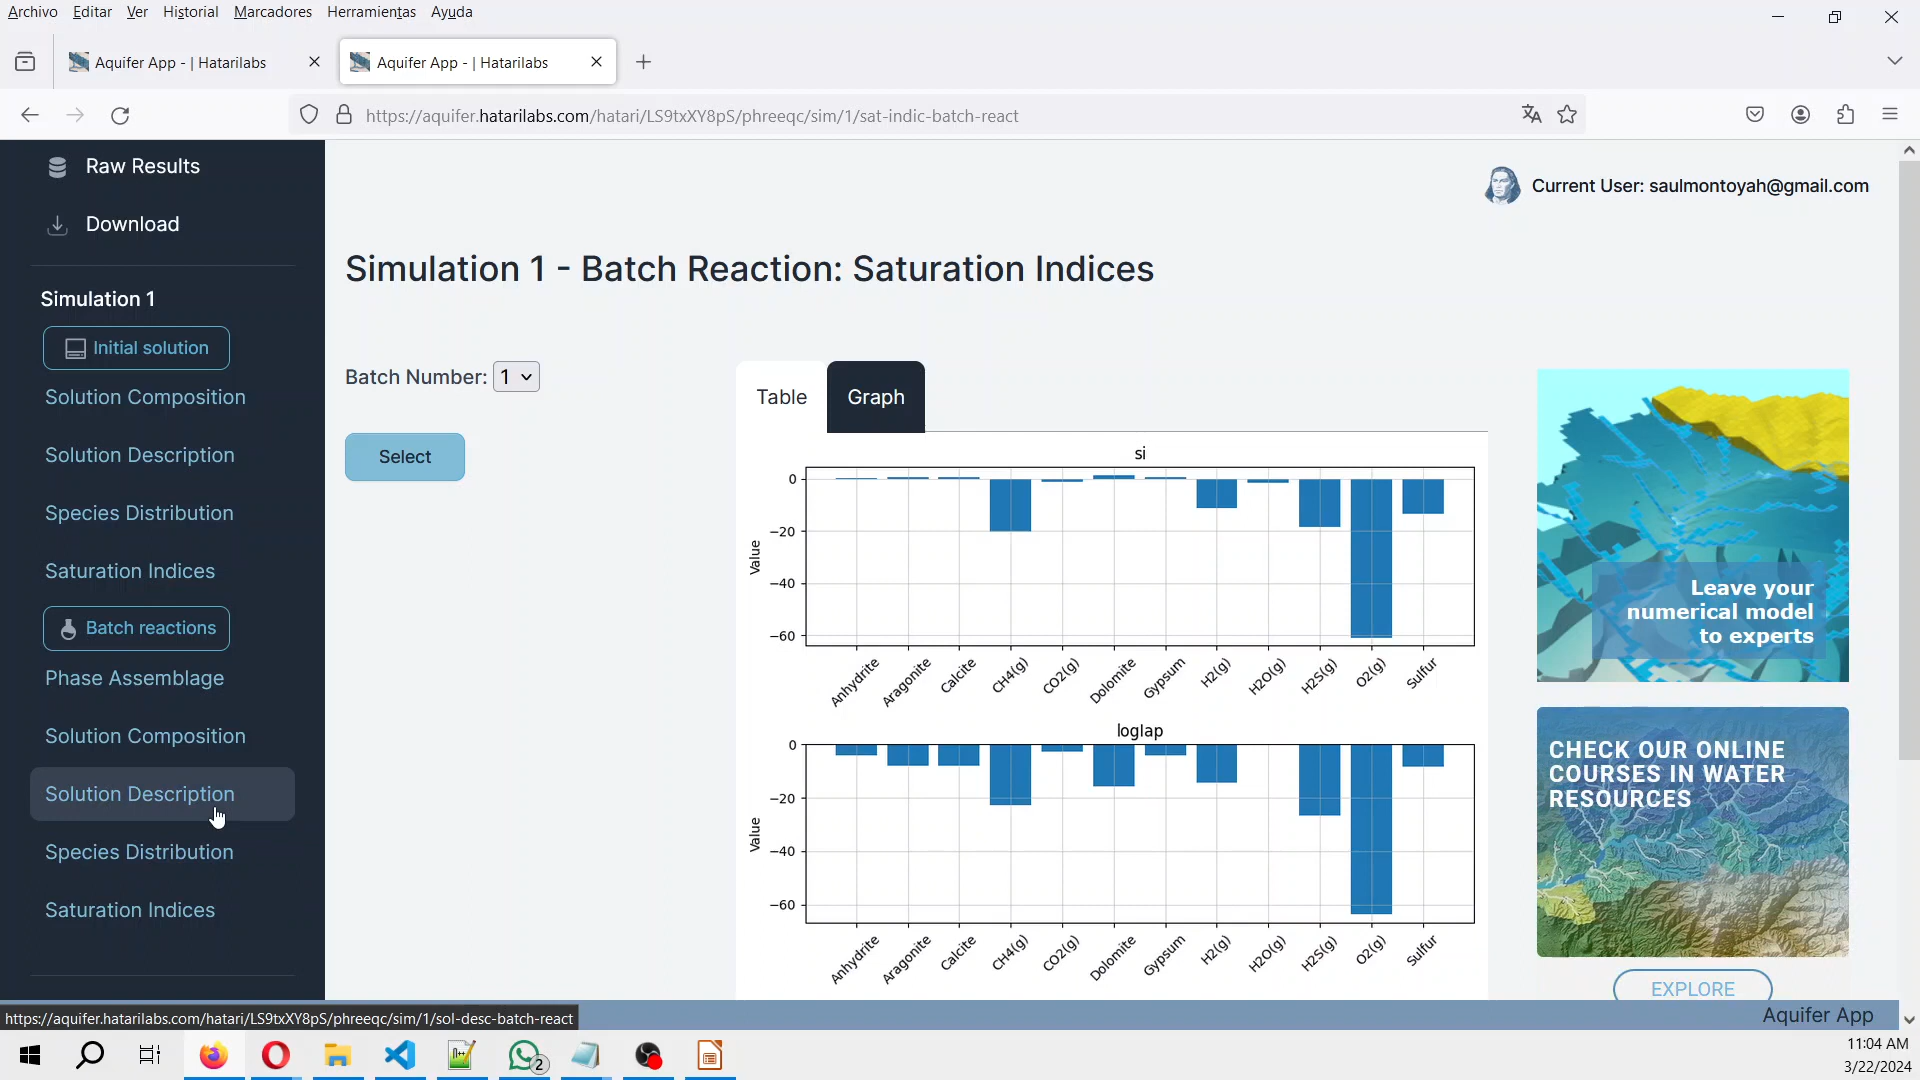 Archivo Editar Ver Historial Marcadores Herramientas Ayuda
Aquifer App - | Hatarilabs
Aquifer App - | Hatarilabs
https://aquifer.hatarilabs.com/hatari/LS9txXY8pS/phreeqc/sim/1/sat-indic-batch-react
Raw Results
Download
Simulation 1
Initial solution
Solution Composition
Solution Description
Species Distribution
Saturation Indices
Batch reactions
Phase Assemblage
Solution Composition
Solution Description
Species Distribution
Saturation Indices
Current User: saulmontoyah@gmail.com
Simulation 1 - Batch Reaction: Saturation Indices
Batch Number: 1
Select
Table Graph
si
Value
0
−20
−40
−60
Anhydrite Aragonite Calcite CH4(g) CO2(g) Dolomite Gypsum H2(g) H2O(g) H2S(g) O2(g) Sulfur
logIap
Value
0
−20
−40
−60
Anhydrite Aragonite Calcite CH4(g) CO2(g) Dolomite Gypsum H2(g) H2O(g) H2S(g) O2(g) Sulfur
Leave your
numerical model
to experts
CHECK OUR ONLINE
COURSES IN WATER
RESOURCES
EXPLORE
Aquifer App
https://aquifer.hatarilabs.com/hatari/LS9txXY8pS/phreeqc/sim/1/sol-desc-batch-react
2
11:04 AM
3/22/2024